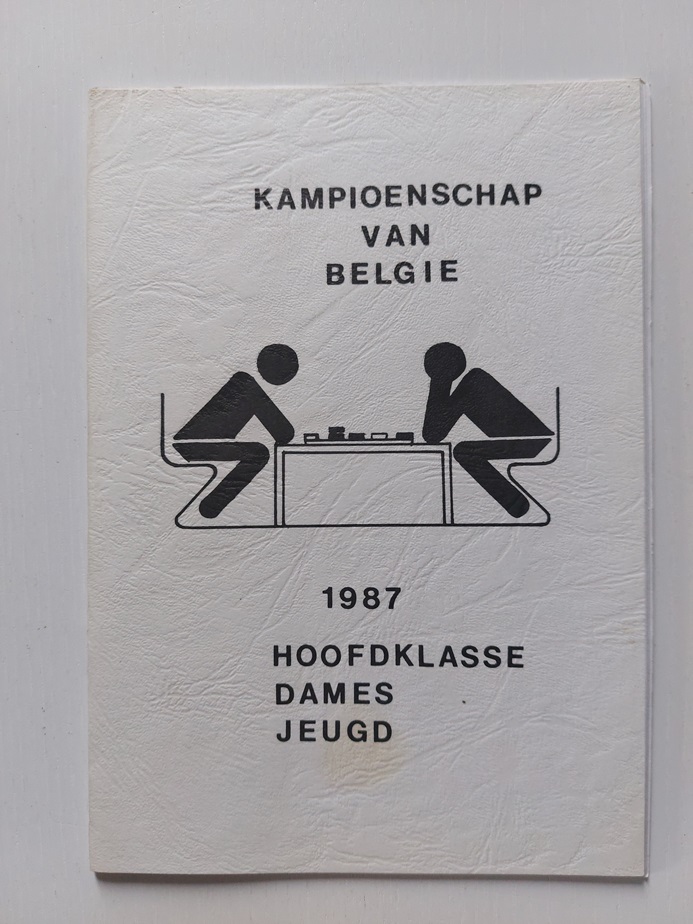 KAMPIOENSCHAP
VAN
BELGIE
1987
HOOFDKLASSE
DAMES
JEUGD